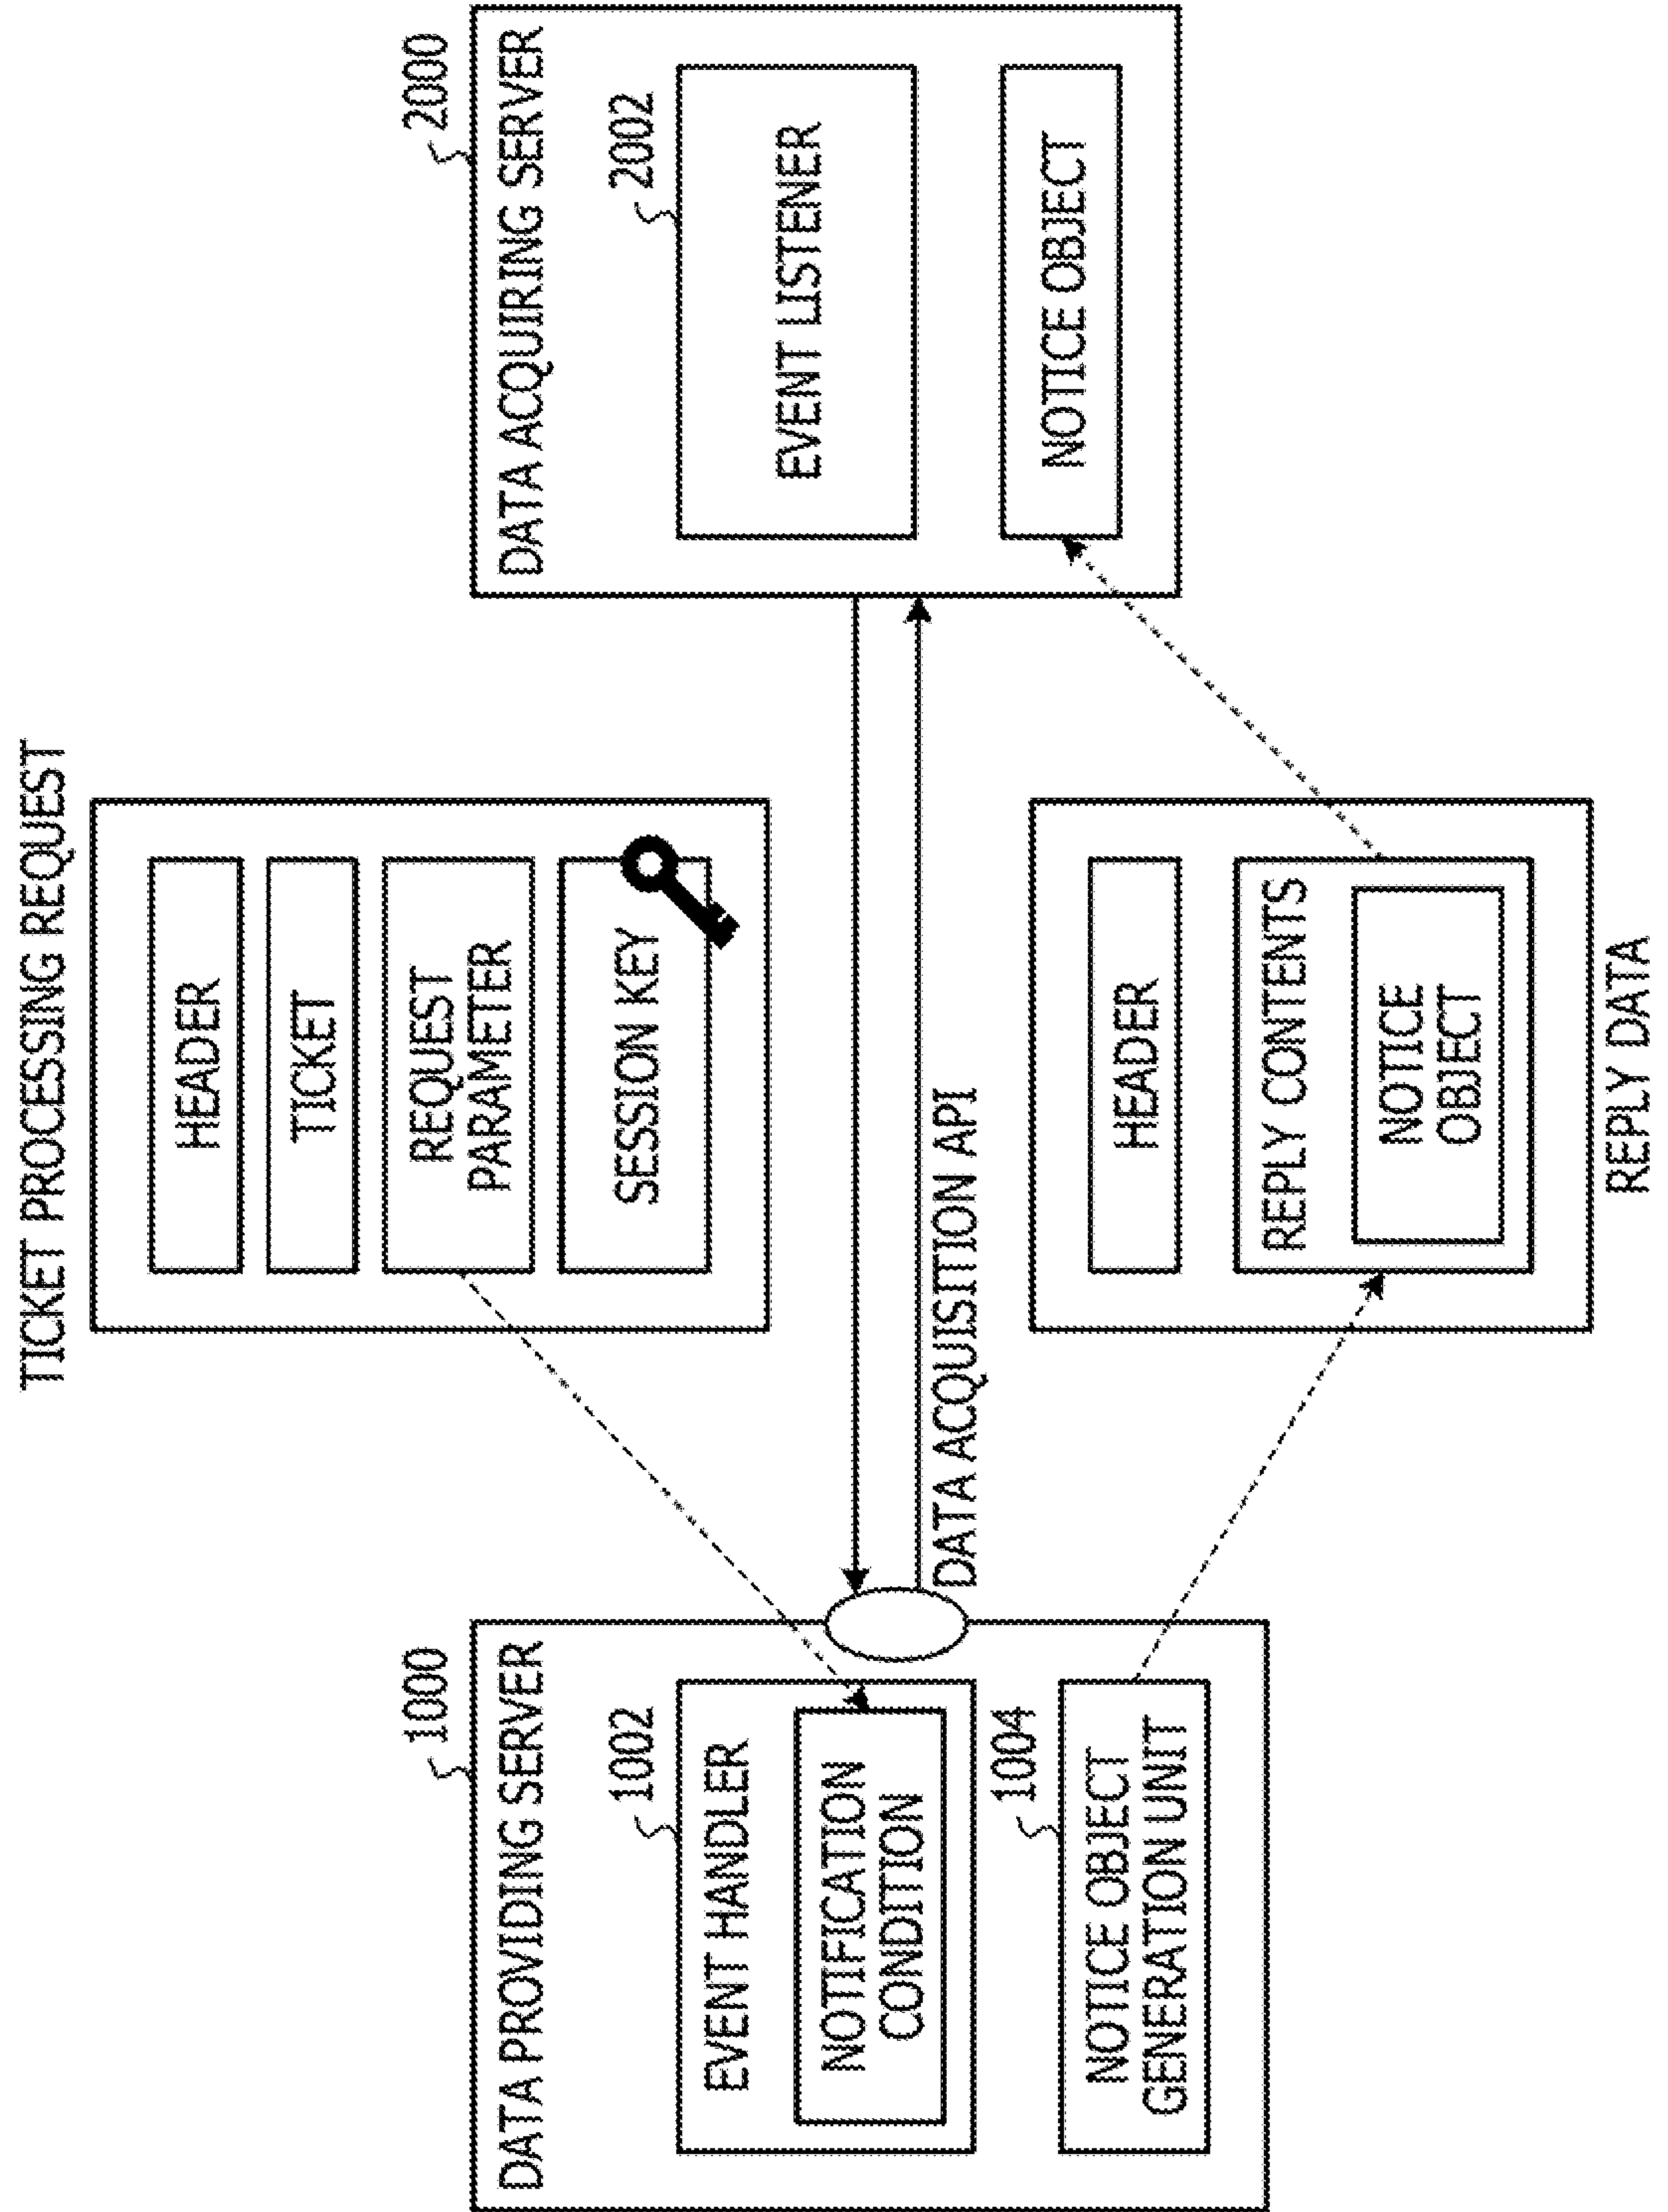 TICKET PROCESSING REQUEST
HEADER
TICKET
REQUEST
PARAMETER
SESSION KEY
1000
DATA PROVIDING SERVER
1002
EVENT HANDLER
NOTIFICATION
CONDITION
1004
NOTICE OBJECT
GENERATION UNIT
DATA ACQUISITION API
2000
DATA ACQUIRING SERVER
2002
EVENT LISTENER
NOTICE OBJECT
HEADER
REPLY CONTENTS
NOTICE
OBJECT
REPLY DATA